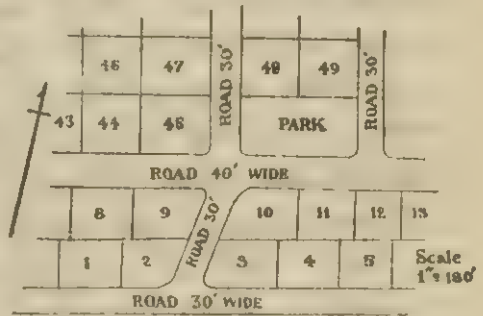 46 47 ROAD 30' 48 49 ROAD 30'
43 44 45 PARK
ROAD 40' WIDE
8 9 ROAD 30' 10 11 12 13
1 2 3 4 5 Scale
1" = 180'
ROAD 30' WIDE